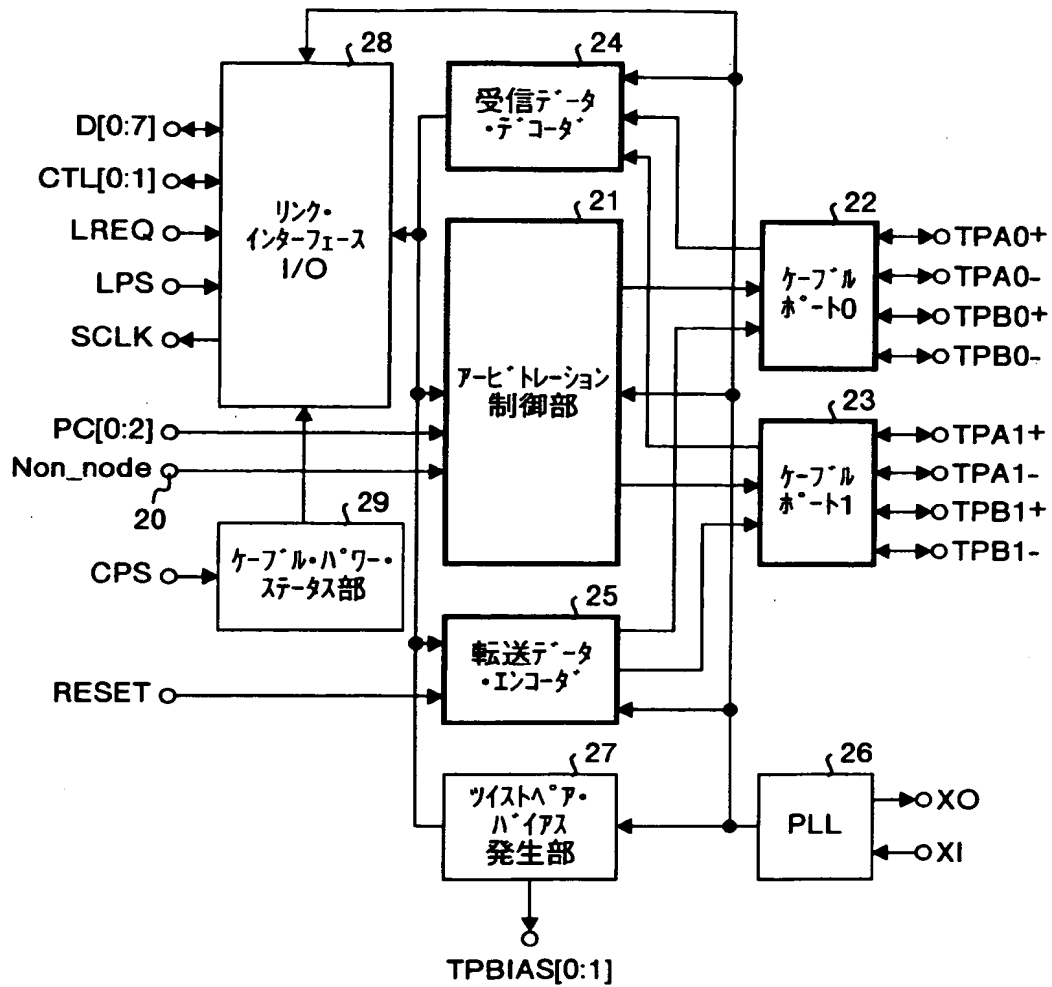 28
24
受信データ
・デコーダ
D[0:7]
CTL[0:1]
LREQ
LPS
SCLK
リンク・
インターフェース
I/O
21
アービトレーション
制御部
22
ケーブル
ポート0
TPA0+
TPA0-
TPB0+
TPB0-
23
ケーブル
ポート1
TPA1+
TPA1-
TPB1+
TPB1-
PC[0:2]
Non_node
20
29
CPS
ケーブル・パワー・
ステータス部
25
転送データ
・エンコーダ
RESET
27
ツイストペア・
バイアス
発生部
26
PLL
XO
XI
TPBIAS[0:1]